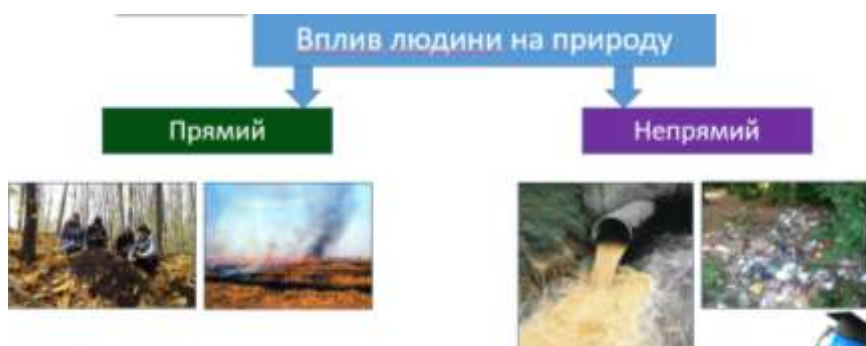 Вплив людини на природу
Прямий
Непрямий